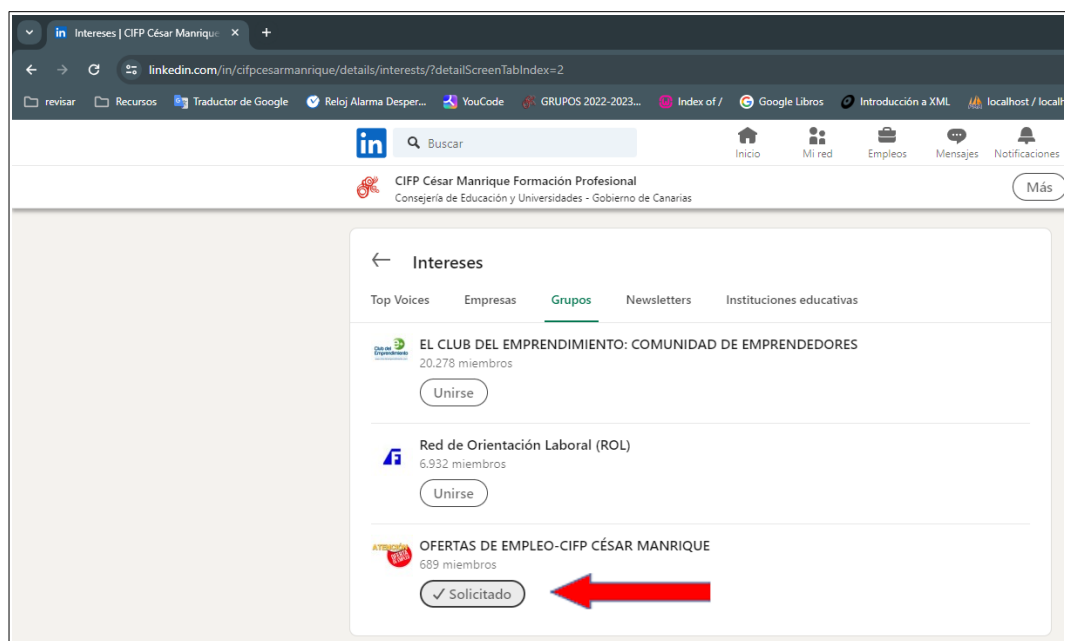 Intereses | CIFP César Manrique
linkedin.com/in/cifpcesarmanrique/details/interests/?detailScreenTabIndex=2
revisar Recursos Traductor de Google Reloj Alarma Desper... YouCode GRUPOS 2022-2023... Index of / Google Libros Introducción a XML localhost / localh
in Buscar
Inicio Mi red Empleos Mensajes Notificaciones
CIFP César Manrique Formación Profesional
Consejería de Educación y Universidades - Gobierno de Canarias
Más
Intereses
Top Voices Empresas Grupos Newsletters Instituciones educativas
EL CLUB DEL EMPRENDIMIENTO: COMUNIDAD DE EMPRENDEDORES
20.278 miembros
Unirse
Red de Orientación Laboral (ROL)
6.932 miembros
Unirse
OFERTAS DE EMPLEO-CIFP CÉSAR MANRIQUE
689 miembros
Solicitado